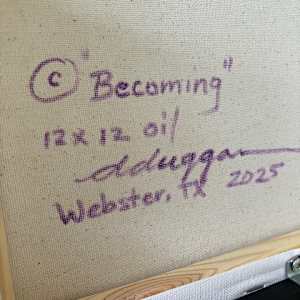 © "Becoming"
12 x 12 oil
dduggan
Webster, TX 2025